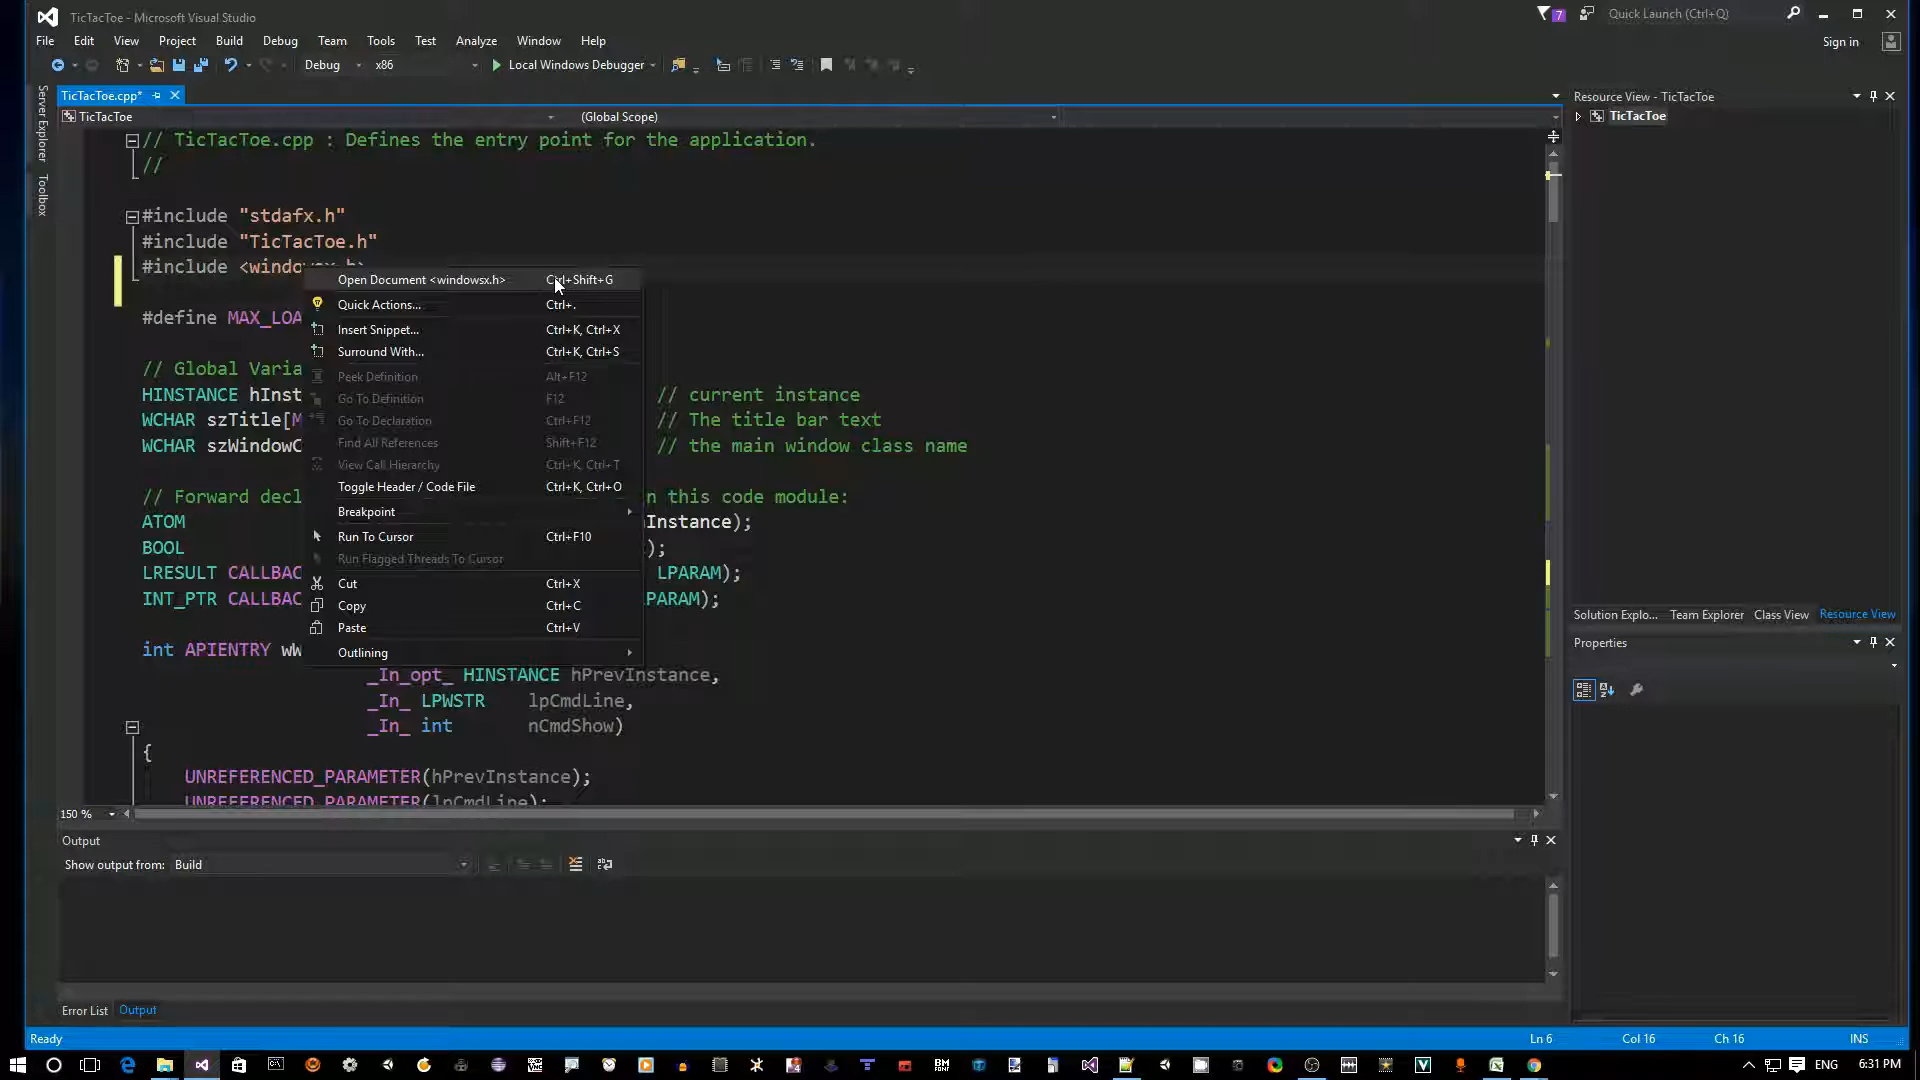 TicTacToe - Microsoft Visual Studio
7
Quick Launch (Ctrl+Q)
File Edit View Project Build Debug Team Tools Test Analyze Window Help
Sign in
Debug x86 Local Windows Debugger
Server Explorer
Toolbox
TicTacToe.cpp*
TicTacToe (Global Scope)
// TicTacToe.cpp : Defines the entry point for the application.
//
#include "stdafx.h"
#include "TicTacToe.h"
#include <windowsx.h>
#define MAX_LOA
// Global Varia
HINSTANCE hInst // current instance
WCHAR szTitle[M // The title bar text
WCHAR szWindowC // the main window class name
// Forward decl n this code module:
ATOM Instance);
BOOL );
LRESULT CALLBAC LPARAM);
INT_PTR CALLBAC PARAM);
int APIENTRY wW
_In_opt_ HINSTANCE hPrevInstance,
_In_ LPWSTR lpCmdLine,
_In_ int nCmdShow)
{
UNREFERENCED_PARAMETER(hPrevInstance);
UNREFERENCED_PARAMETER(lpCmdLine);
Open Document <windowsx.h> Ctrl+Shift+G
Quick Actions... Ctrl+.
Insert Snippet... Ctrl+K, Ctrl+X
Surround With... Ctrl+K, Ctrl+S
Peek Definition Alt+F12
Go To Definition F12
Go To Declaration Ctrl+F12
Find All References Shift+F12
View Call Hierarchy Ctrl+K, Ctrl+T
Toggle Header / Code File Ctrl+K, Ctrl+O
Breakpoint
Run To Cursor Ctrl+F10
Run Flagged Threads To Cursor
Cut Ctrl+X
Copy Ctrl+C
Paste Ctrl+V
Outlining
150 %
Resource View - TicTacToe
TicTacToe
Solution Explo... Team Explorer Class View Resource View
Properties
Output
Show output from: Build
Error List Output
Ready Ln 6 Col 16 Ch 16 INS
ENG 6:31 PM